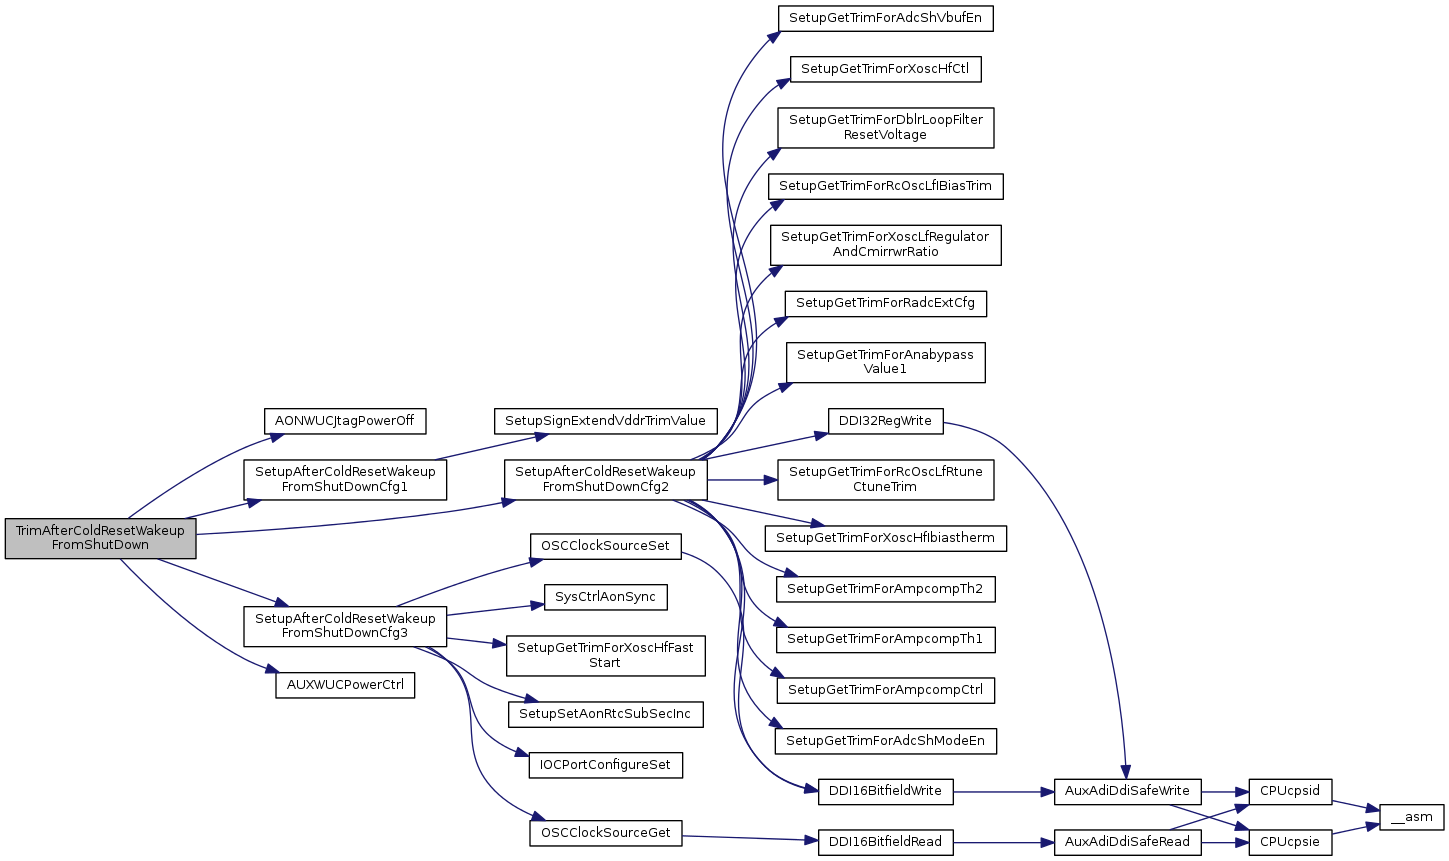 TrimAfterColdResetWakeup
FromShutDown
AONWUCJtagPowerOff
SetupAfterColdResetWakeup
FromShutDownCfg1
SetupSignExtendVddrTrimValue
SetupAfterColdResetWakeup
FromShutDownCfg2
SetupGetTrimForAdcShVbufEn
SetupGetTrimForXoscHfCtl
SetupGetTrimForDblrLoopFilter
ResetVoltage
SetupGetTrimForRcOscLfIBiasTrim
SetupGetTrimForXoscLfRegulator
AndCmirrwrRatio
SetupGetTrimForRadcExtCfg
SetupGetTrimForAnabypass
Value1
DDI32RegWrite
SetupGetTrimForRcOscLfRtune
CtuneTrim
SetupGetTrimForXoscHfIbiastherm
SetupGetTrimForAmpcompTh2
SetupGetTrimForAmpcompTh1
SetupGetTrimForAmpcompCtrl
SetupGetTrimForAdcShModeEn
DDI16BitfieldWrite
SetupAfterColdResetWakeup
FromShutDownCfg3
OSCClockSourceSet
SysCtrlAonSync
SetupGetTrimForXoscHfFast
Start
SetupSetAonRtcSubSecInc
IOCPortConfigureSet
OSCClockSourceGet
DDI16BitfieldRead
AUXWUCPowerCtrl
AuxAdiDdiSafeWrite
AuxAdiDdiSafeRead
CPUcpsid
CPUcpsie
__asm